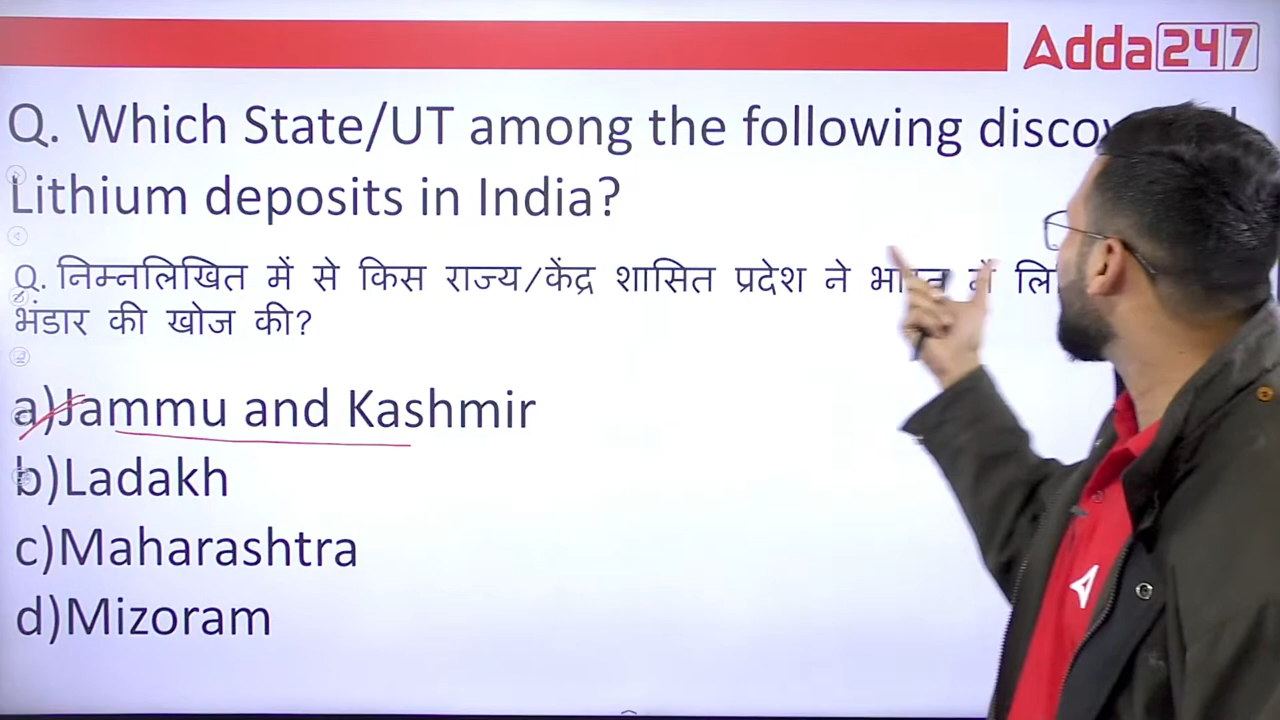 Adda247
Q. Which State/UT among the following
Lithium deposits in India?
Q. निम्नलिखित में से किस राज्य/केंद्र शासित प्रदेश ने भारत में
भंडार की खोज की?
a)Jammu and Kashmir
b)Ladakh
c)Maharashtra
d)Mizoram